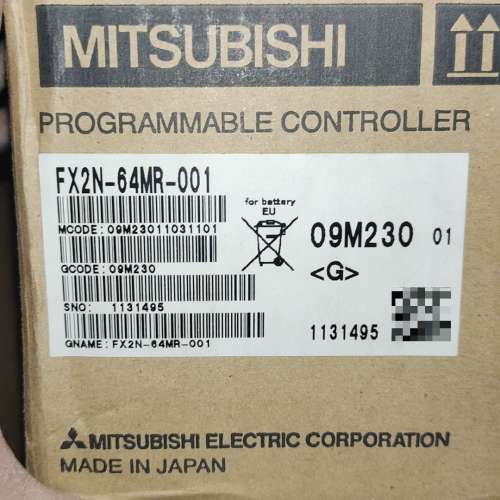 MITSUBISHI
PROGRAMMABLE CONTROLLER
FX2N-64MR-001
MCODE: 09M23011031101
GCODE: 09M230
SNO: 1131495
GNAME: FX2N-64MR-001
for battery
EU
09M230 01
<G>
1131495
MITSUBISHI ELECTRIC CORPORATION
MADE IN JAPAN